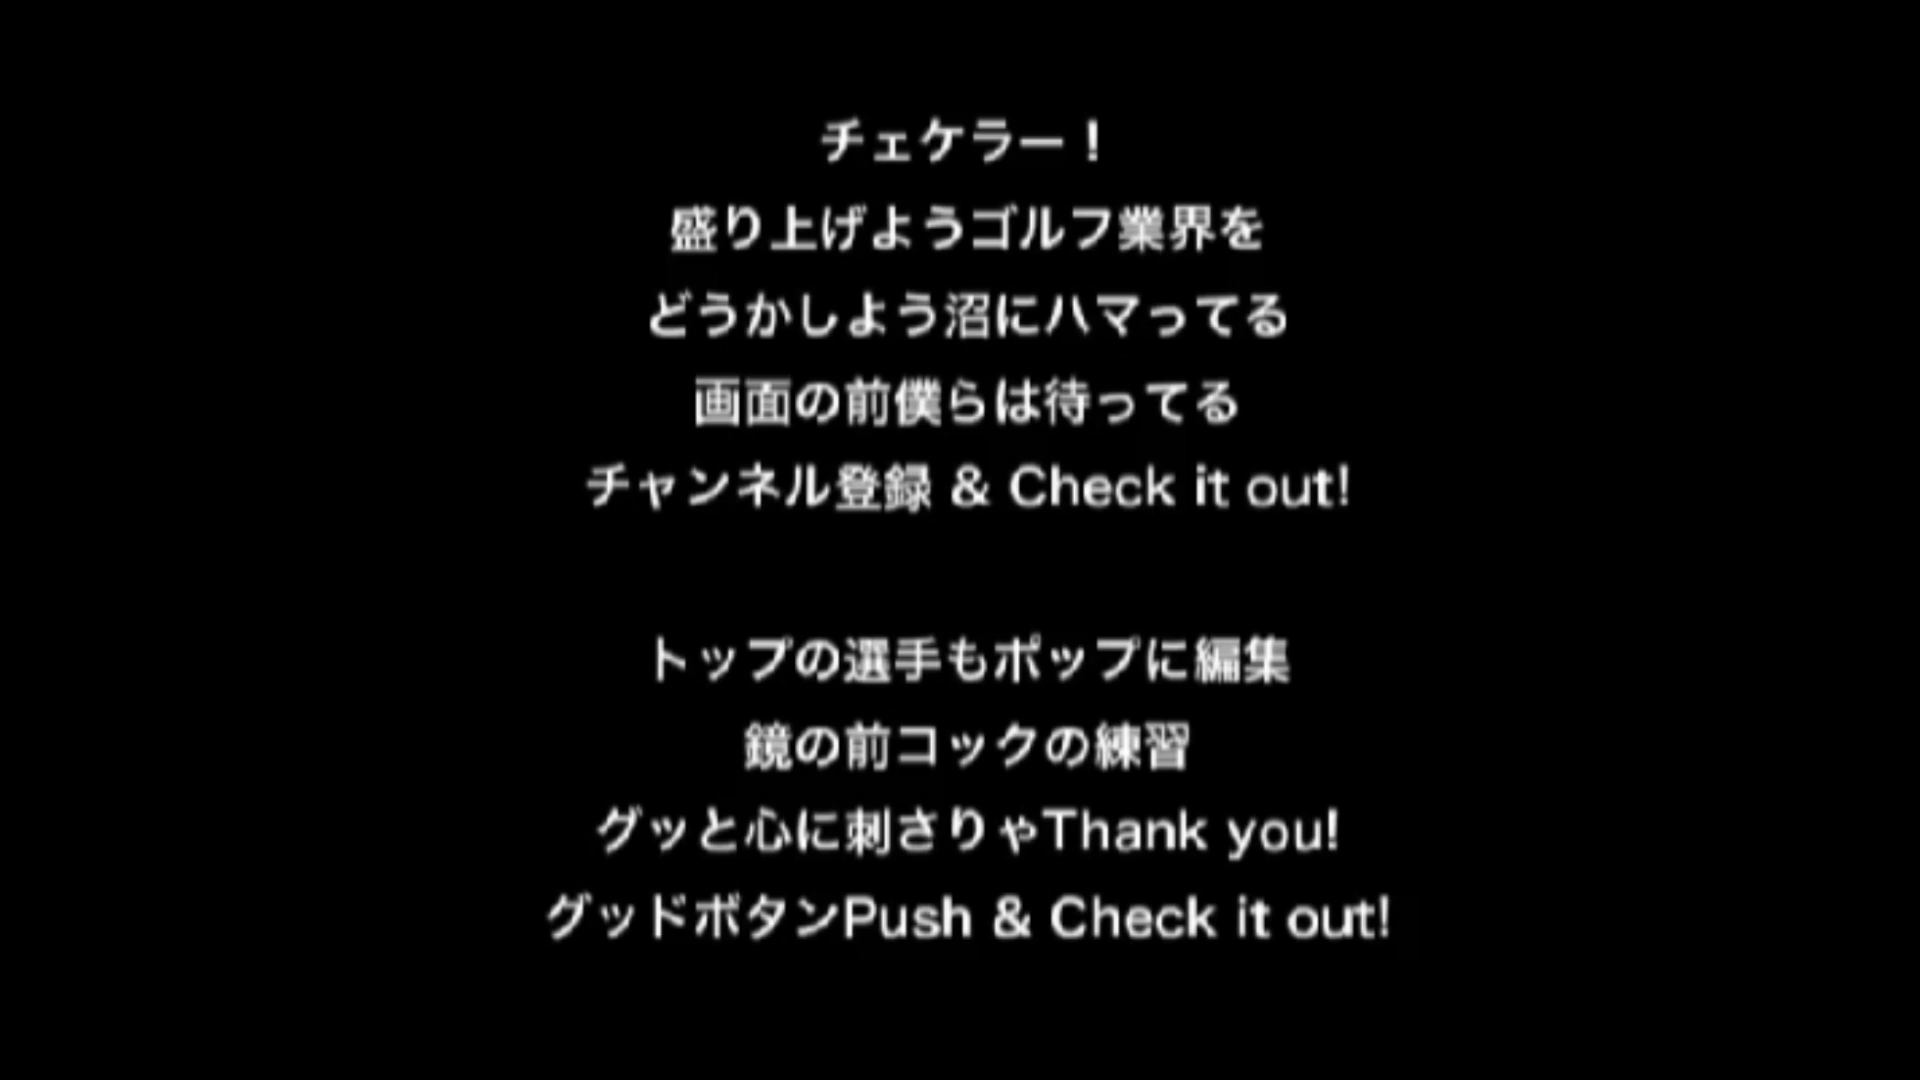 チェケラー！
盛り上げようゴルフ業界を
どうかしよう沼にハマってる
画面の前僕らは待ってる
チャンネル登録 & Check it out!
トップの選手もポップに編集
鏡の前コックの練習
グッと心に刺さりゃThank you!
グッドボタンPush & Check it out!